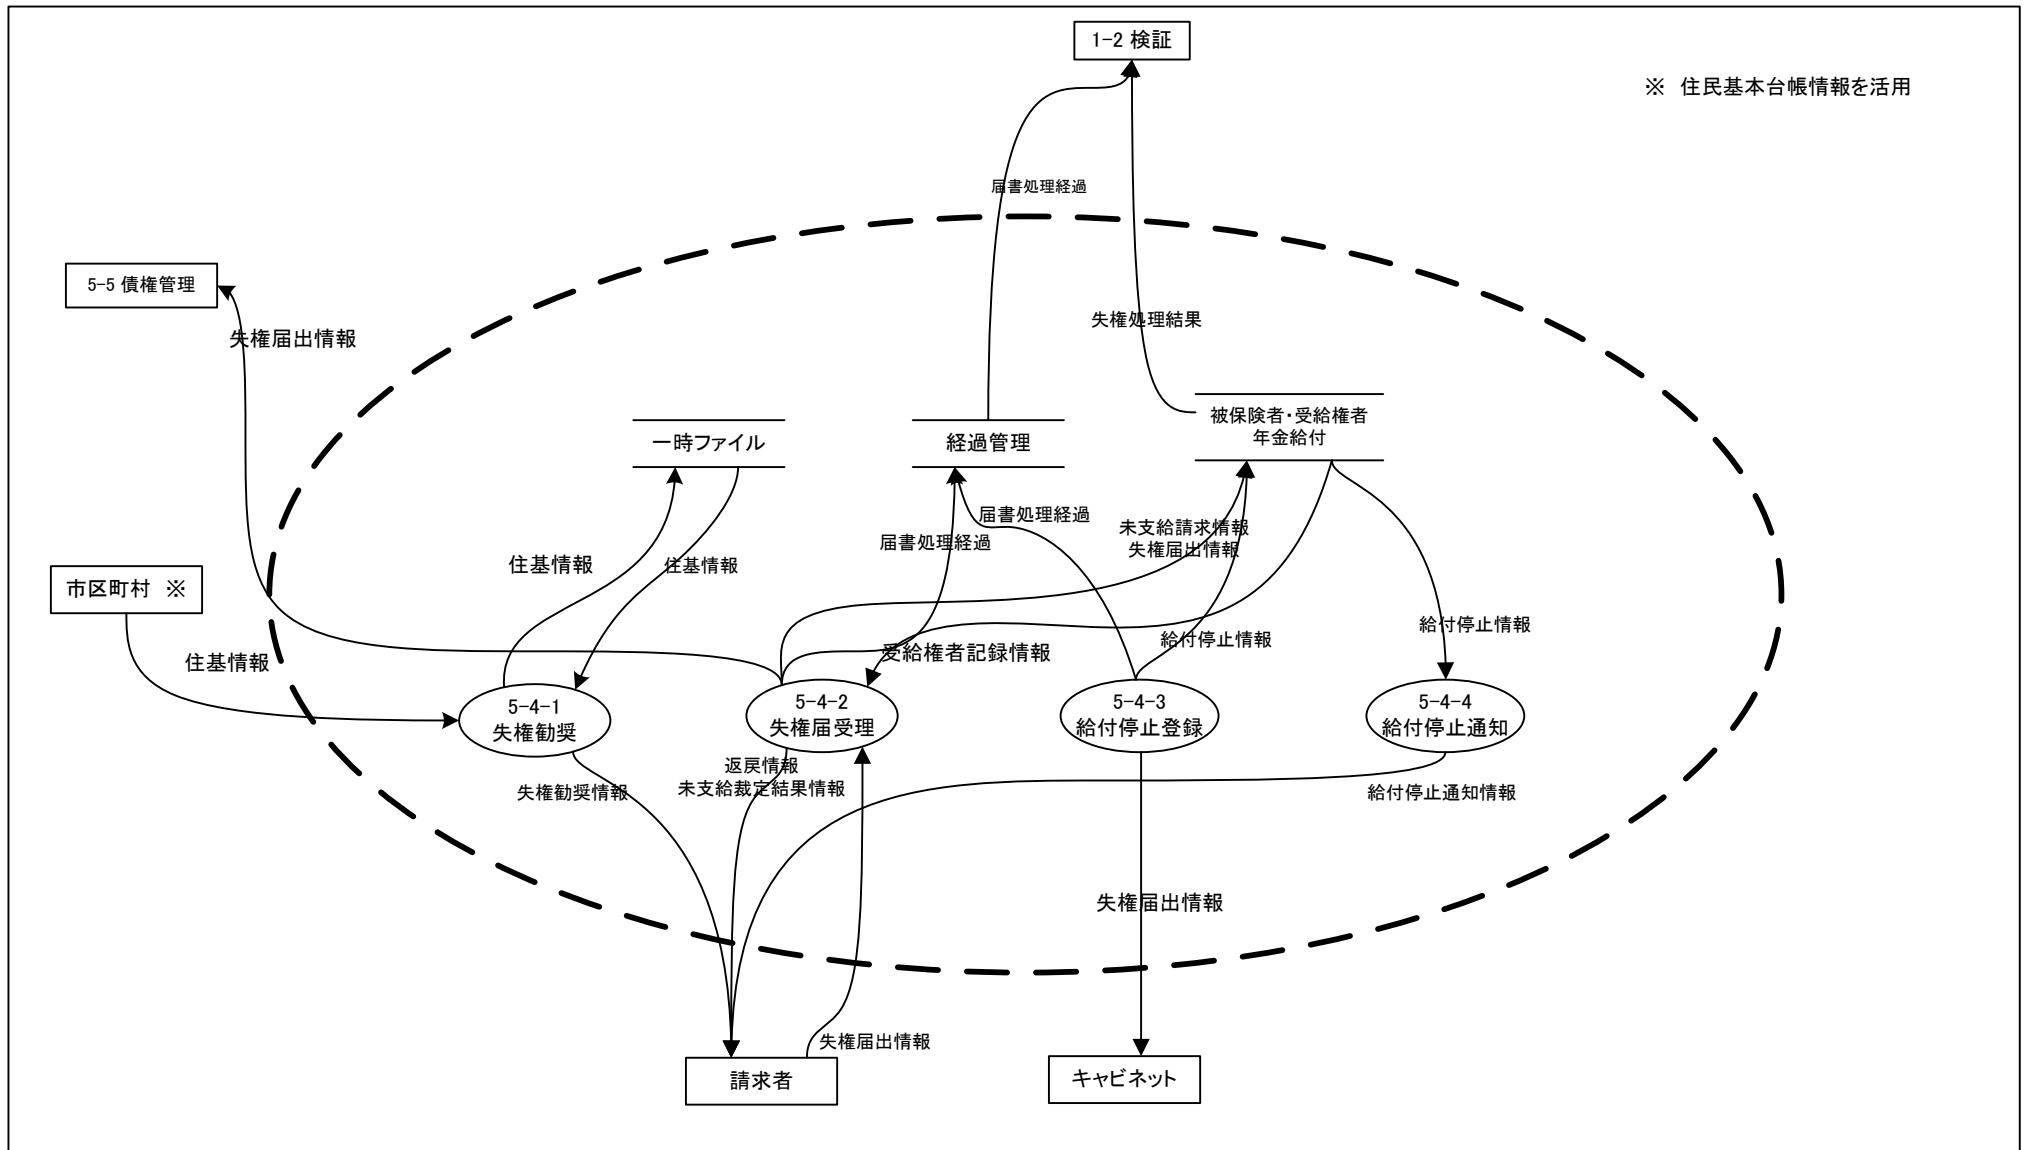 1-2 検証
※ 住民基本台帳情報を活用
届書処理経過
5-5 債権管理
失権処理結果
失権届出情報
一時ファイル
経過管理
被保険者・受給権者
年金給付
届書処理経過
未支給請求情報
失権届出情報
届書処理経過
住基情報
住基情報
市区町村 ※
給付停止情報
給付停止情報
受給権者記録情報
住基情報
5-4-1
失権勧奨
5-4-2
失権届受理
5-4-3
給付停止登録
5-4-4
給付停止通知
返戻情報
未支給裁定結果情報
失権勧奨情報
給付停止通知情報
失権届出情報
失権届出情報
請求者
キャビネット